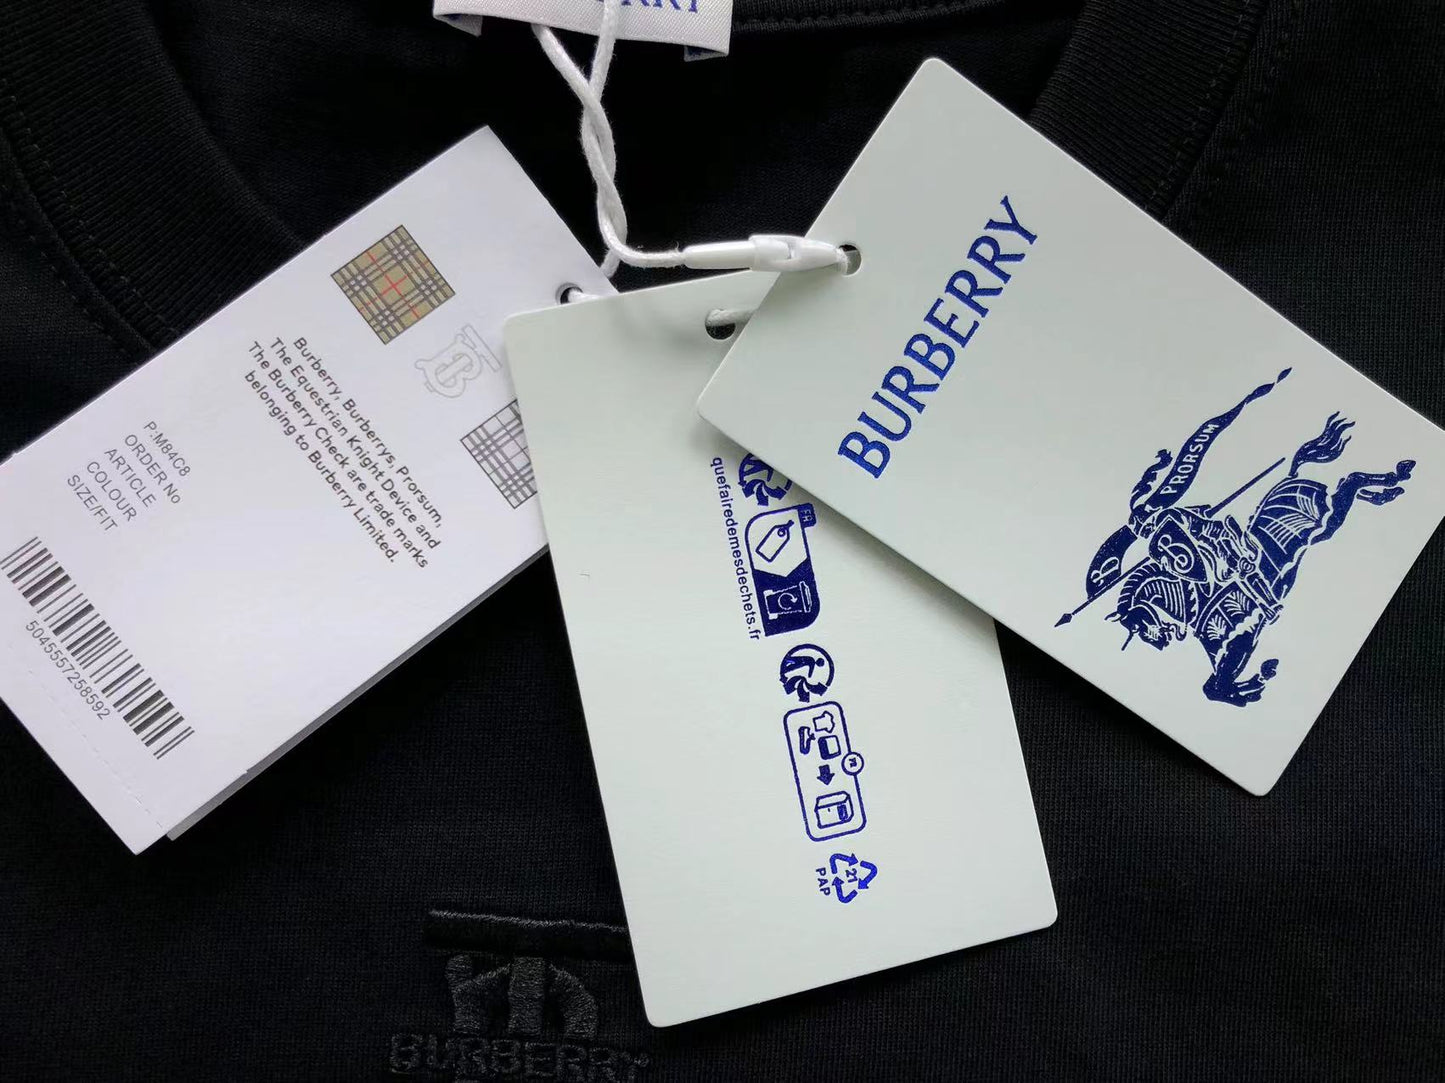 BURBERRY
PRORSUM
B
B
Burberry, Burberrys, Prorsum,
The Equestrian Knight Device and
The Burberry Check are trade marks
belonging to Burberry Limited.
P:M84C8
ORDER No
ARTICLE
COLOUR
SIZE/FIT
5045557258592
FR
quefairedemesdechets.fr
21
PAP
BURBERRY